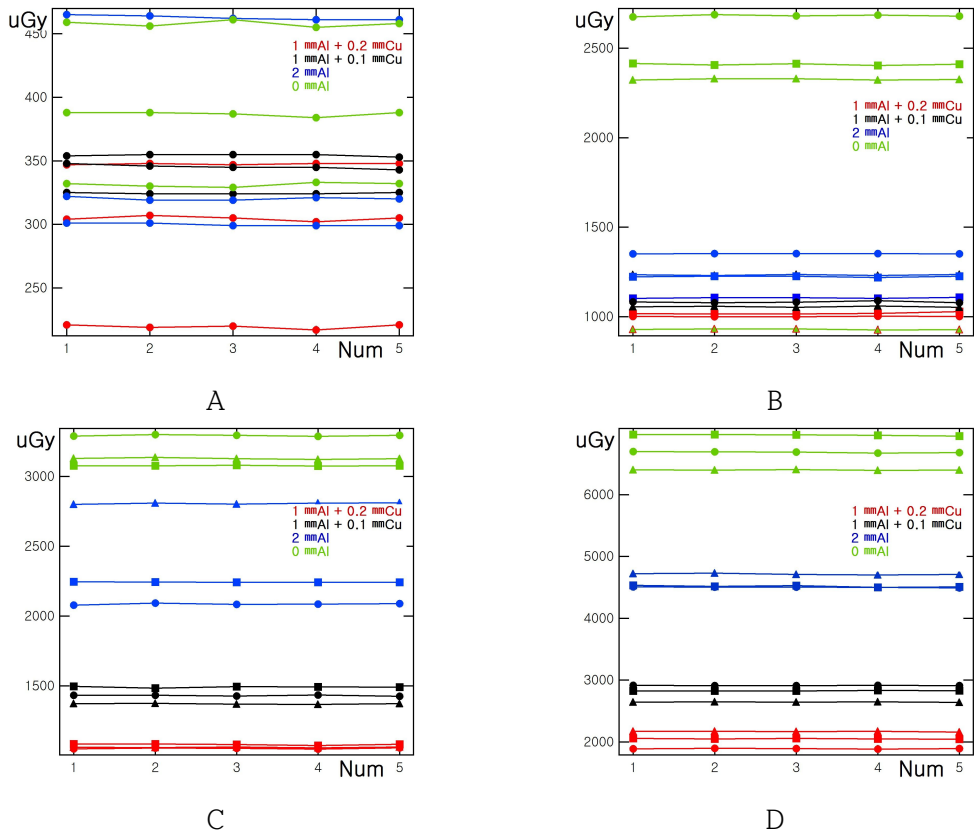 uGy
450
400
350
300
250
1 mmAl + 0.2 mmCu
1 mmAl + 0.1 mmCu
2 mmAl
0 mmAl
1 2 3 4 5
Num
A
uGy
2500
2000
1500
1000
1 mmAl + 0.2 mmCu
1 mmAl + 0.1 mmCu
2 mmAl
0 mmAl
1 2 3 4 5
Num
B
uGy
3000
2500
2000
1500
1 mmAl + 0.2 mmCu
1 mmAl + 0.1 mmCu
2 mmAl
0 mmAl
1 2 3 4 5
Num
C
uGy
6000
5000
4000
3000
2000
1 mmAl + 0.2 mmCu
1 mmAl + 0.1 mmCu
2 mmAl
0 mmAl
1 2 3 4 5
Num
D